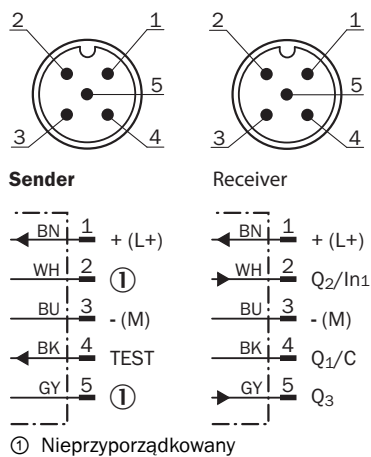 2 1 2 1
5 5
3 4 3 4
Sender Receiver
BN 1 + (L+) BN 1 + (L+)
WH 2 ① WH 2 Q2/In1
BU 3 - (M) BU 3 - (M)
BK 4 TEST BK 4 Q1/C
GY 5 ① GY 5 Q3
① Nieprzyporządkowany